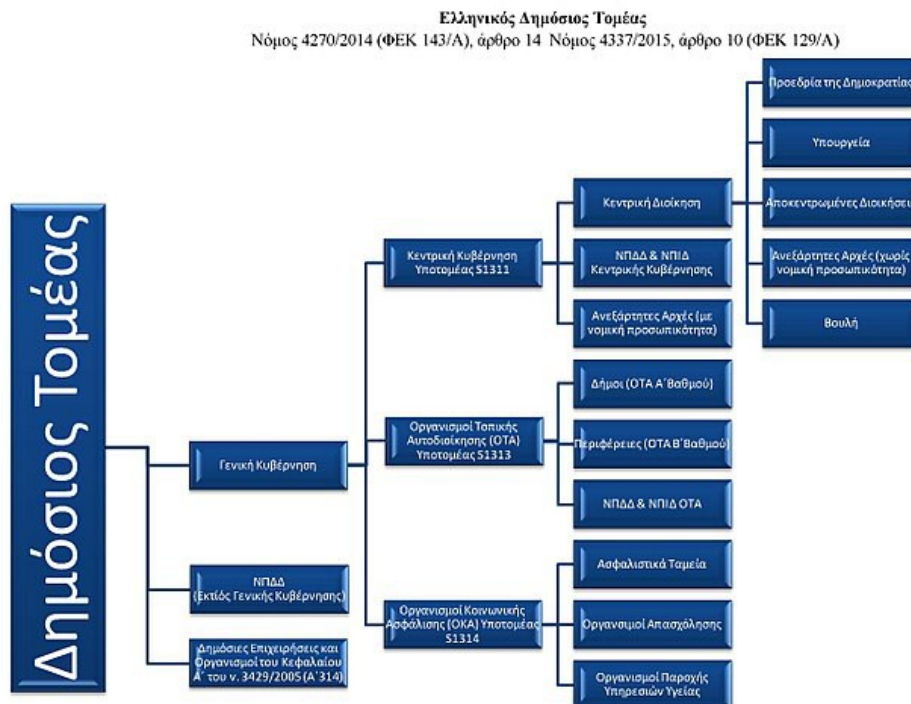 Ελληνικός Δημόσιος Τομέας
Νόμος 4270/2014 (ΦΕΚ 143/Α), άρθρο 14 Νόμος 4337/2015, άρθρο 10 (ΦΕΚ 129/Α)
Δημόσιος Τομέας
Γενική Κυβέρνηση
ΝΠΔΔ
(Εκτίός Γενικής Κυβέρνησης)
Δημόσιες Επιχειρήσεις και
Οργανισμοί του Κεφαλαίου
Α΄ του ν. 3429/2005 (Α΄314)
Κεντρική Κυβέρνηση
Υποτομέας S1311
Οργανισμοί Τοπικής
Αυτοδιοίκησης (ΟΤΑ)
Υποτομέας S1313
Οργανισμοί Κοινωνικής
Ασφάλισης (ΟΚΑ) Υποτομέας
S1314
Κεντρική Διοίκηση
ΝΠΔΔ & ΝΠΙΔ
Κεντρικής Κυβέρνησης
Ανεξάρτητες Αρχές (με
νομική προσωπικότητα)
Δήμοι (ΟΤΑ Α΄Βαθμού)
Περιφέρειες (ΟΤΑ Β΄Βαθμού)
ΝΠΔΔ & ΝΠΙΔ ΟΤΑ
Ασφαλιστικά Ταμεία
Οργανσιμοί Απασχόλησης
Οργανισμοί Παροχής
Υπηρεσιών Υγείας
Προεδρία της Δημοκρατίας
Υπουργεία
Αποκεντρωμένες Διοικήσει
Ανεξάρτητες Αρχές (χωρίς
νομική προσωπικότητα)
Βουλή